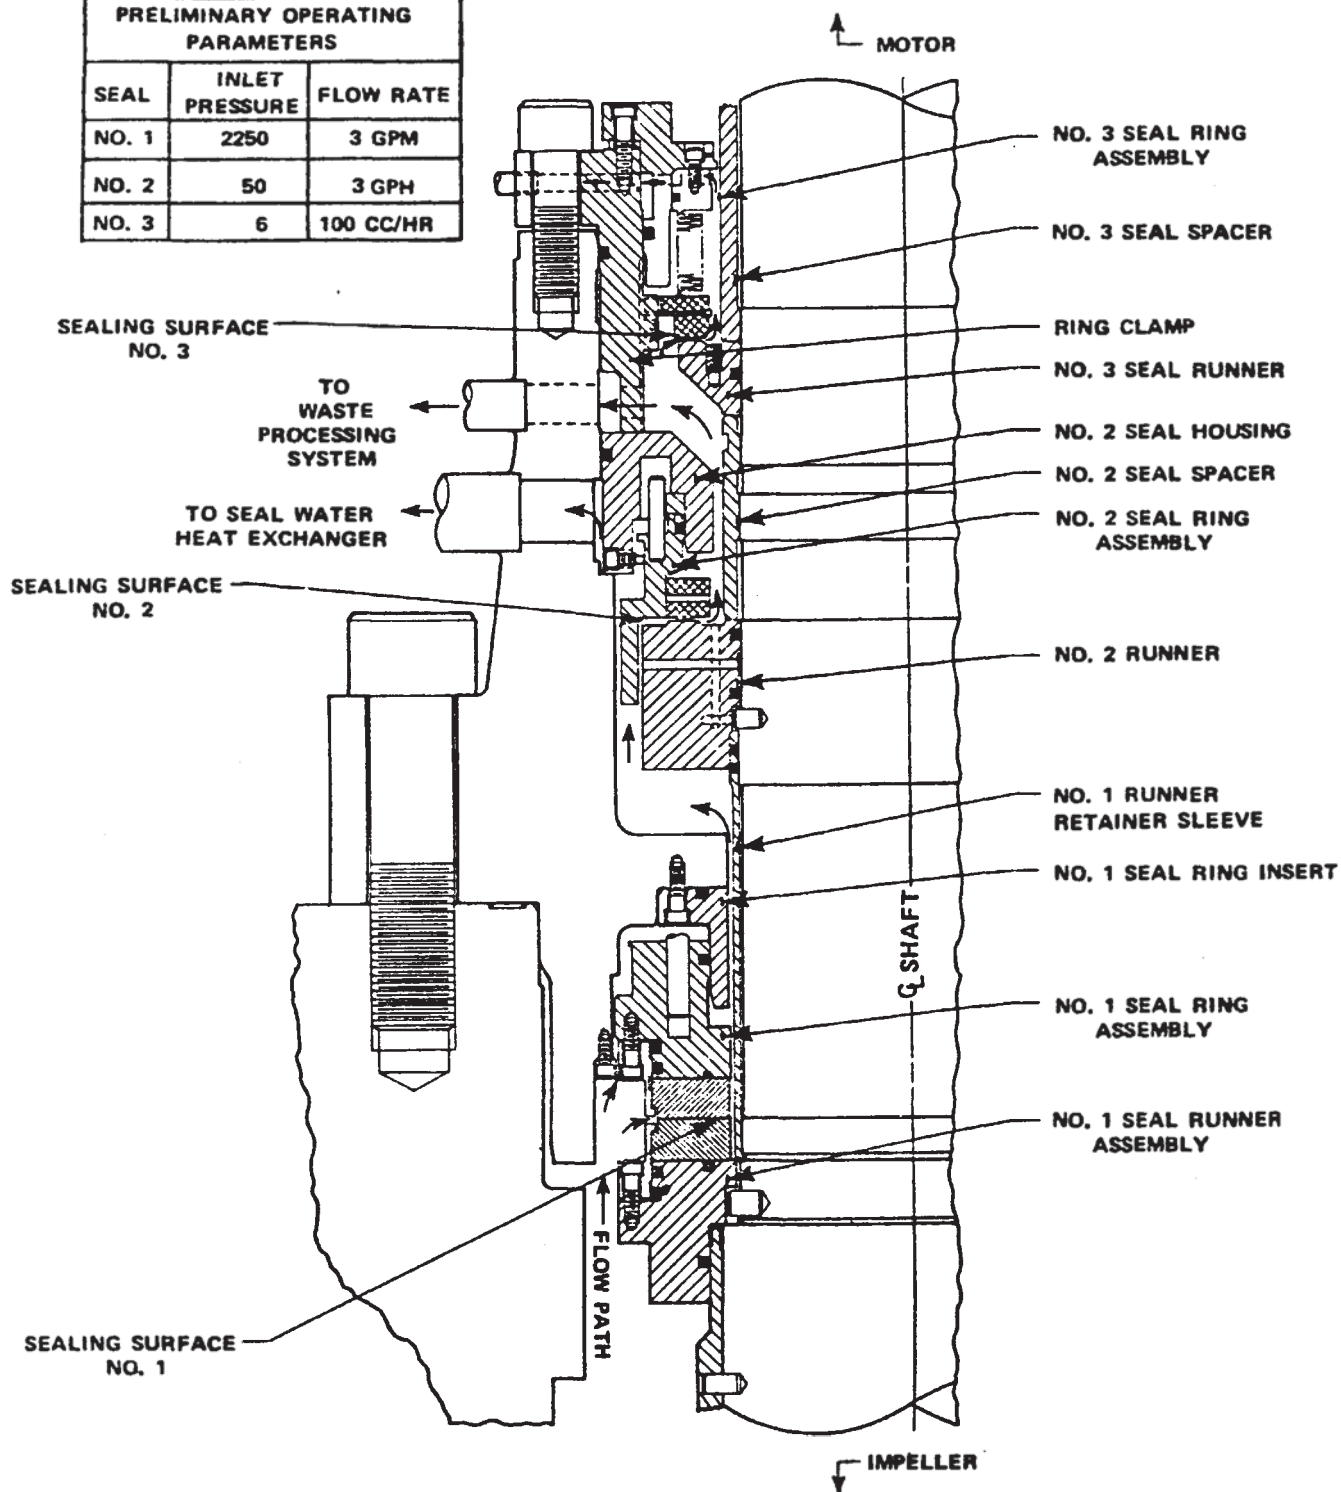 PRELIMINARY OPERATING
PARAMETERS
SEAL INLET PRESSURE FLOW RATE
NO. 1 2250 3 GPM
NO. 2 50 3 GPH
NO. 3 6 100 CC/HR
MOTOR
NO. 3 SEAL RING
ASSEMBLY
NO. 3 SEAL SPACER
RING CLAMP
NO. 3 SEAL RUNNER
NO. 2 SEAL HOUSING
NO. 2 SEAL SPACER
NO. 2 SEAL RING
ASSEMBLY
NO. 2 RUNNER
NO. 1 RUNNER
RETAINER SLEEVE
NO. 1 SEAL RING INSERT
NO. 1 SEAL RING
ASSEMBLY
NO. 1 SEAL RUNNER
ASSEMBLY
SEALING SURFACE
NO. 3
TO
WASTE
PROCESSING
SYSTEM
TO SEAL WATER
HEAT EXCHANGER
SEALING SURFACE
NO. 2
℄ SHAFT
FLOW PATH
SEALING SURFACE
NO. 1
IMPELLER